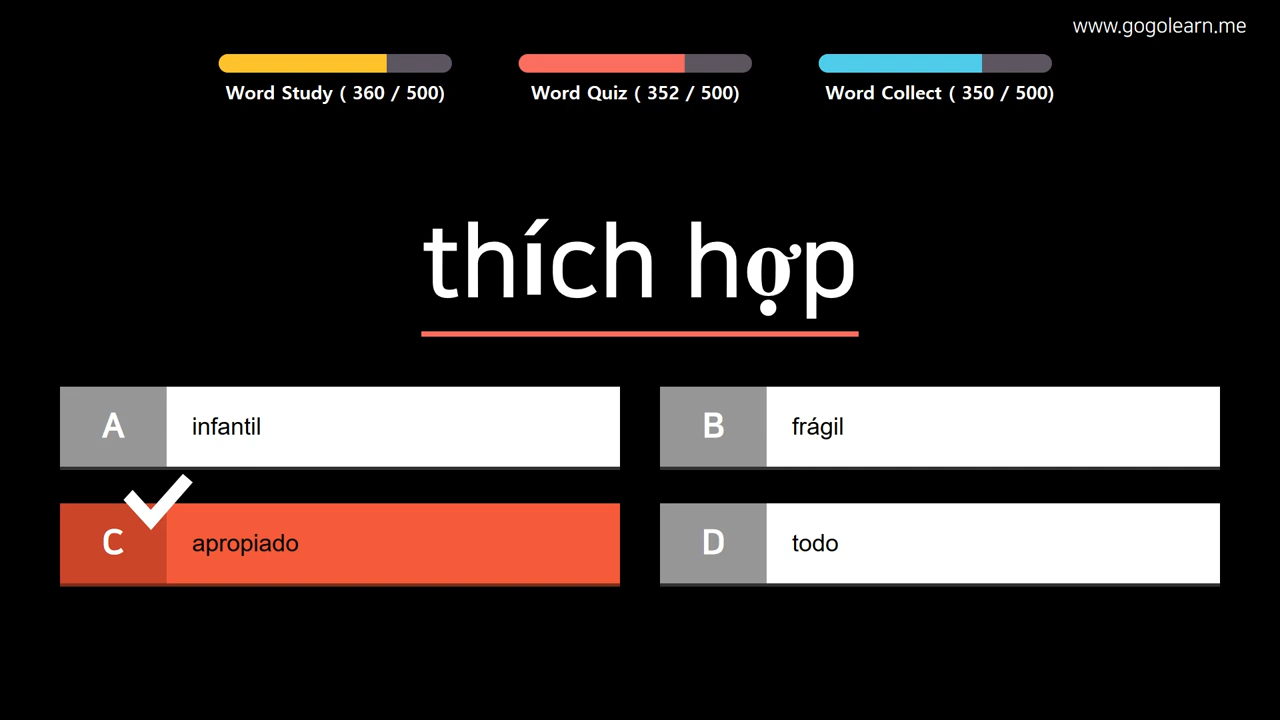 www.gogolearn.me
Word Study ( 360 / 500)
Word Quiz ( 352 / 500)
Word Collect ( 350 / 500)
thích hợp
A infantil
B frágil
C apropiado
D todo